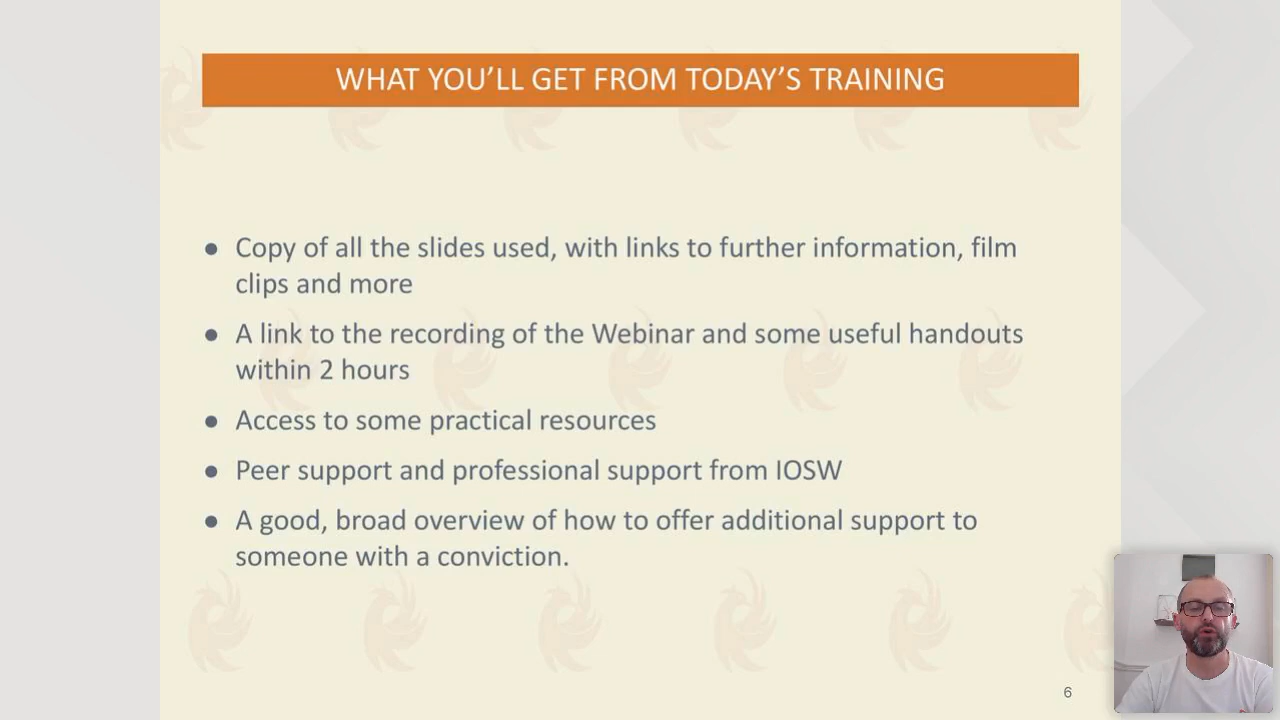 WHAT YOU’LL GET FROM TODAY’S TRAINING
● Copy of all the slides used, with links to further information, film
clips and more
● A link to the recording of the Webinar and some useful handouts
within 2 hours
● Access to some practical resources
● Peer support and professional support from IOSW
● A good, broad overview of how to offer additional support to
someone with a conviction.
6